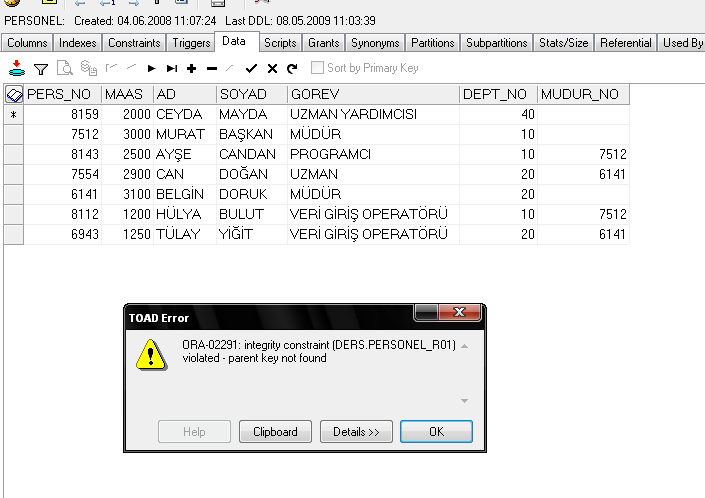 PERSONEL: Created: 04.06.2008 11:07:24 Last DDL: 08.05.2009 11:03:39
Columns Indexes Constraints Triggers Data Scripts Grants Synonyms Partitions Subpartitions Stats/Size Referential Used By
Sort by Primary Key
PERS_NO MAAS AD SOYAD GOREV DEPT_NO MUDUR_NO
* 8159 2000 CEYDA MAYDA UZMAN YARDIMCISI 40
7512 3000 MURAT BAŞKAN MÜDÜR 10
8143 2500 AYŞE CANDAN PROGRAMCI 10 7512
7554 2900 CAN DOĞAN UZMAN 20 6141
6141 3100 BELGİN DORUK MÜDÜR 20
8112 1200 HÜLYA BULUT VERİ GİRİŞ OPERATÖRÜ 10 7512
6943 1250 TÜLAY YİĞİT VERİ GİRİŞ OPERATÖRÜ 20 6141
TOAD Error
ORA-02291: integrity constraint (DERS.PERSONEL_R01)
violated - parent key not found
Help Clipboard Details >> OK